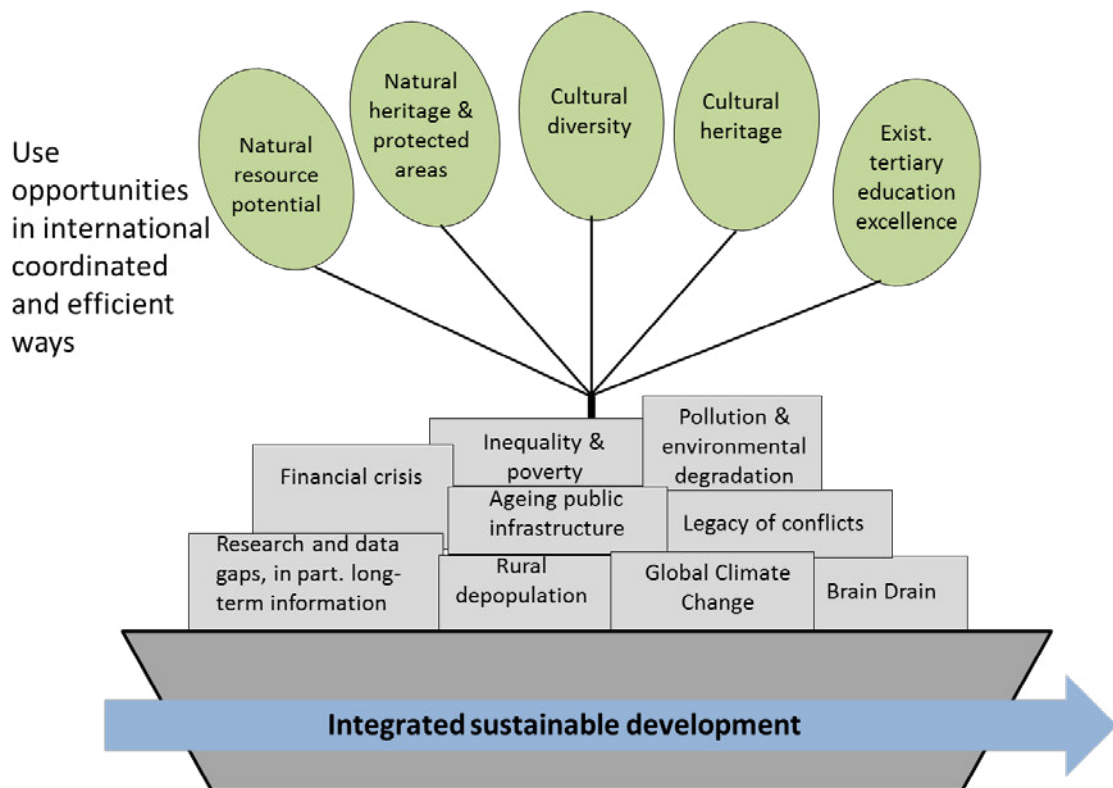 Use
opportunities
in international
coordinated
and efficient
ways
Natural
resource
potential
Natural
heritage &
protected
areas
Cultural
diversity
Cultural
heritage
Exist.
tertiary
education
excellence
Inequality &
poverty
Pollution &
environmental
degradation
Financial crisis
Ageing public
infrastructure
Legacy of conflicts
Research and data
gaps, in part. long-
term information
Rural
depopulation
Global Climate
Change
Brain Drain
Integrated sustainable development